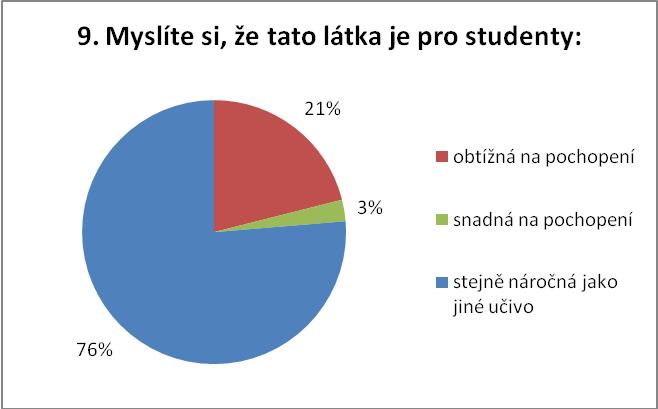 9. Myslíte si, že tato látka je pro studenty:
21%
obtížná na pochopení
3%
snadná na pochopení
stejně náročná jako
jiné učivo
76%